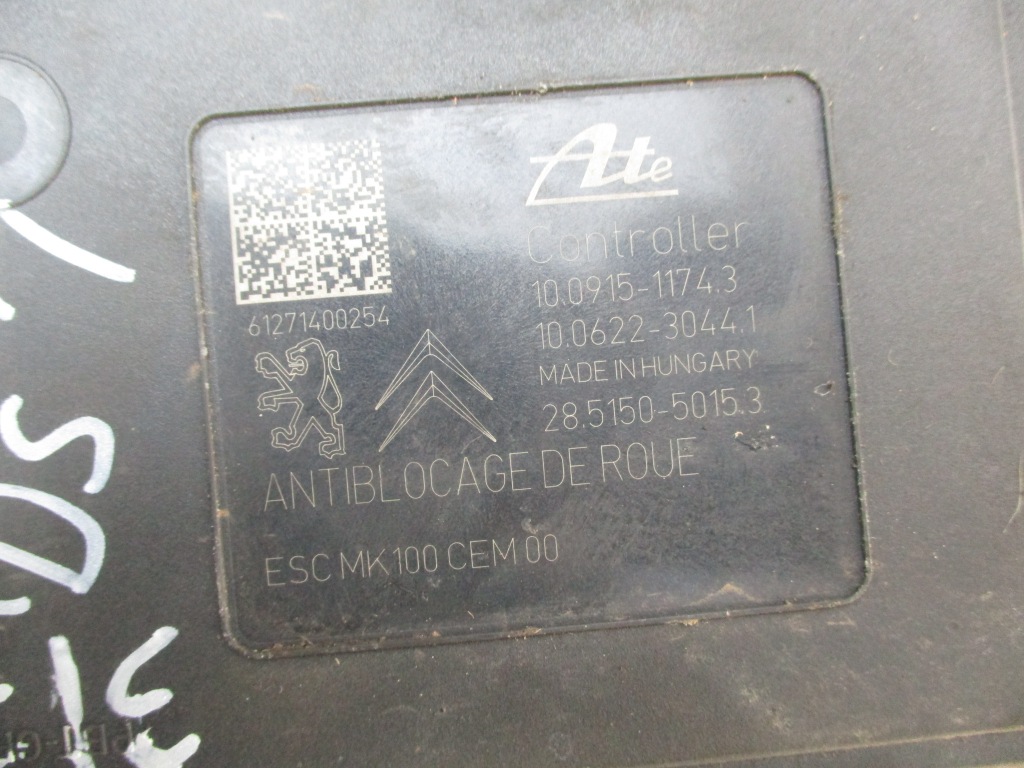 Ate
Controller
10.0915-1174.3
10.0622-3044.1
MADE IN HUNGARY
28.5150-5015.3
61271400254
ANTIBLOCAGE DE ROUE
ESC MK100 CEM 00